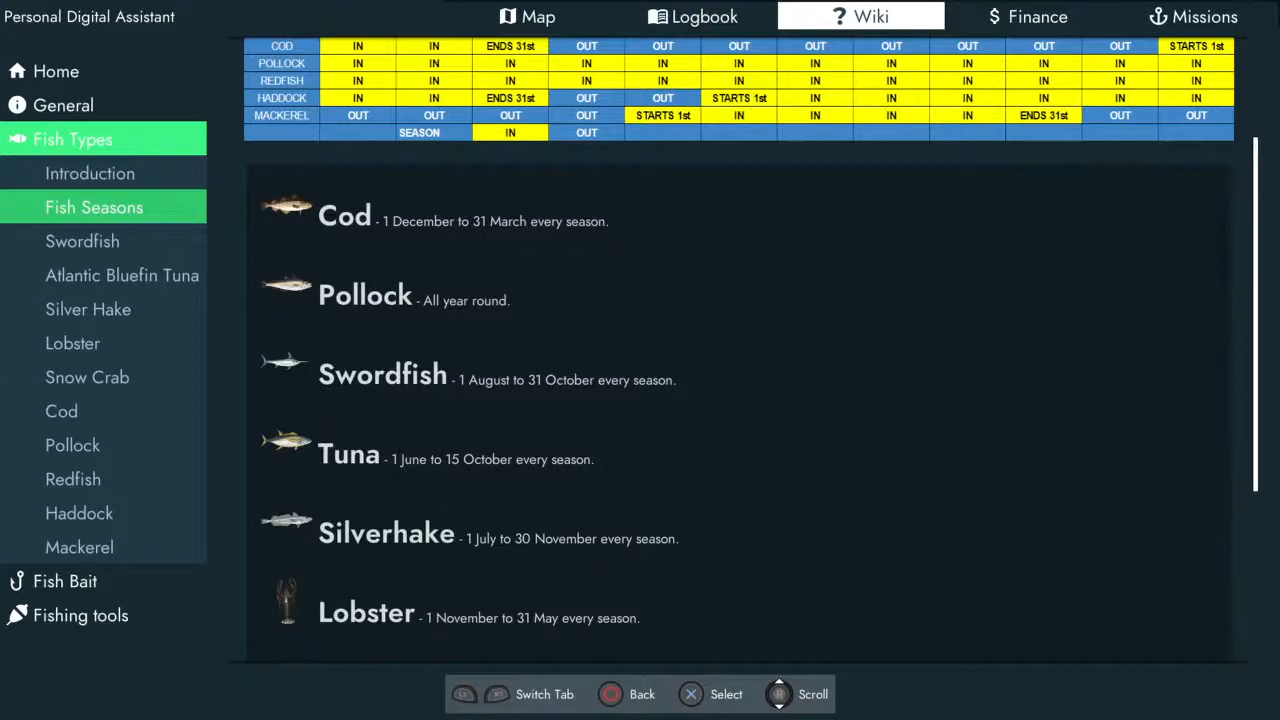 Personal Digital Assistant
Map
Logbook
? Wiki
$ Finance
Missions
Home
General
Fish Types
Introduction
Fish Seasons
Swordfish
Atlantic Bluefin Tuna
Silver Hake
Lobster
Snow Crab
Cod
Pollock
Redfish
Haddock
Mackerel
Fish Bait
Fishing tools
COD IN IN ENDS 31st OUT OUT OUT OUT OUT OUT OUT OUT STARTS 1st
POLLOCK IN IN IN IN IN IN IN IN IN IN IN IN
REDFISH IN IN IN IN IN IN IN IN IN IN IN IN
HADDOCK IN IN ENDS 31st OUT OUT STARTS 1st IN IN IN IN IN IN
MACKEREL OUT OUT OUT OUT STARTS 1st IN IN IN IN ENDS 31st OUT OUT
SEASON IN OUT
Cod - 1 December to 31 March every season.
Pollock - All year round.
Swordfish - 1 August to 31 October every season.
Tuna - 1 June to 15 October every season.
Silverhake - 1 July to 30 November every season.
Lobster - 1 November to 31 May every season.
L1 R1 Switch Tab Back Select R Scroll